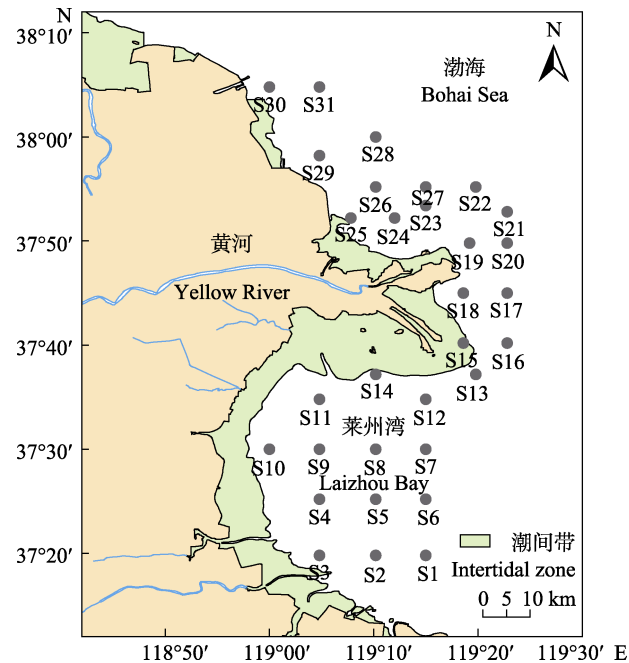 N
38°10′
渤海
Bohai Sea
N
S30
S31
38°00′
S28
S29
S26
S27
S22
S25
S24
S23
S21
黄河
37°50′
S19
S20
Yellow River
S18
S17
37°40′
S15
S16
S14
S13
S11
S12
莱州湾
37°30′
S10
S9
S8
S7
Laizhou Bay
S4
S5
S6
潮间带
37°20′
S3
S2
S1
Intertidal zone
0 5 10 km
118°50′ 119°00′ 119°10′ 119°20′ 119°30′ E